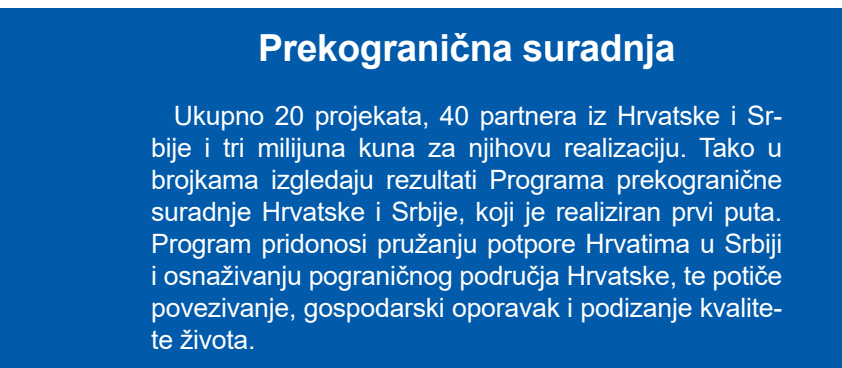 Prekogranična suradnja
Ukupno 20 projekata, 40 partnera iz Hrvatske i Sr-
bije i tri milijuna kuna za njihovu realizaciju. Tako u
brojkama izgledaju rezultati Programa prekogranične
suradnje Hrvatske i Srbije, koji je realiziran prvi puta.
Program pridonosi pružanju potpore Hrvatima u Srbiji
i osnaživanju pograničnog područja Hrvatske, te potiče
povezivanje, gospodarski oporavak i podizanje kvalite-
te života.